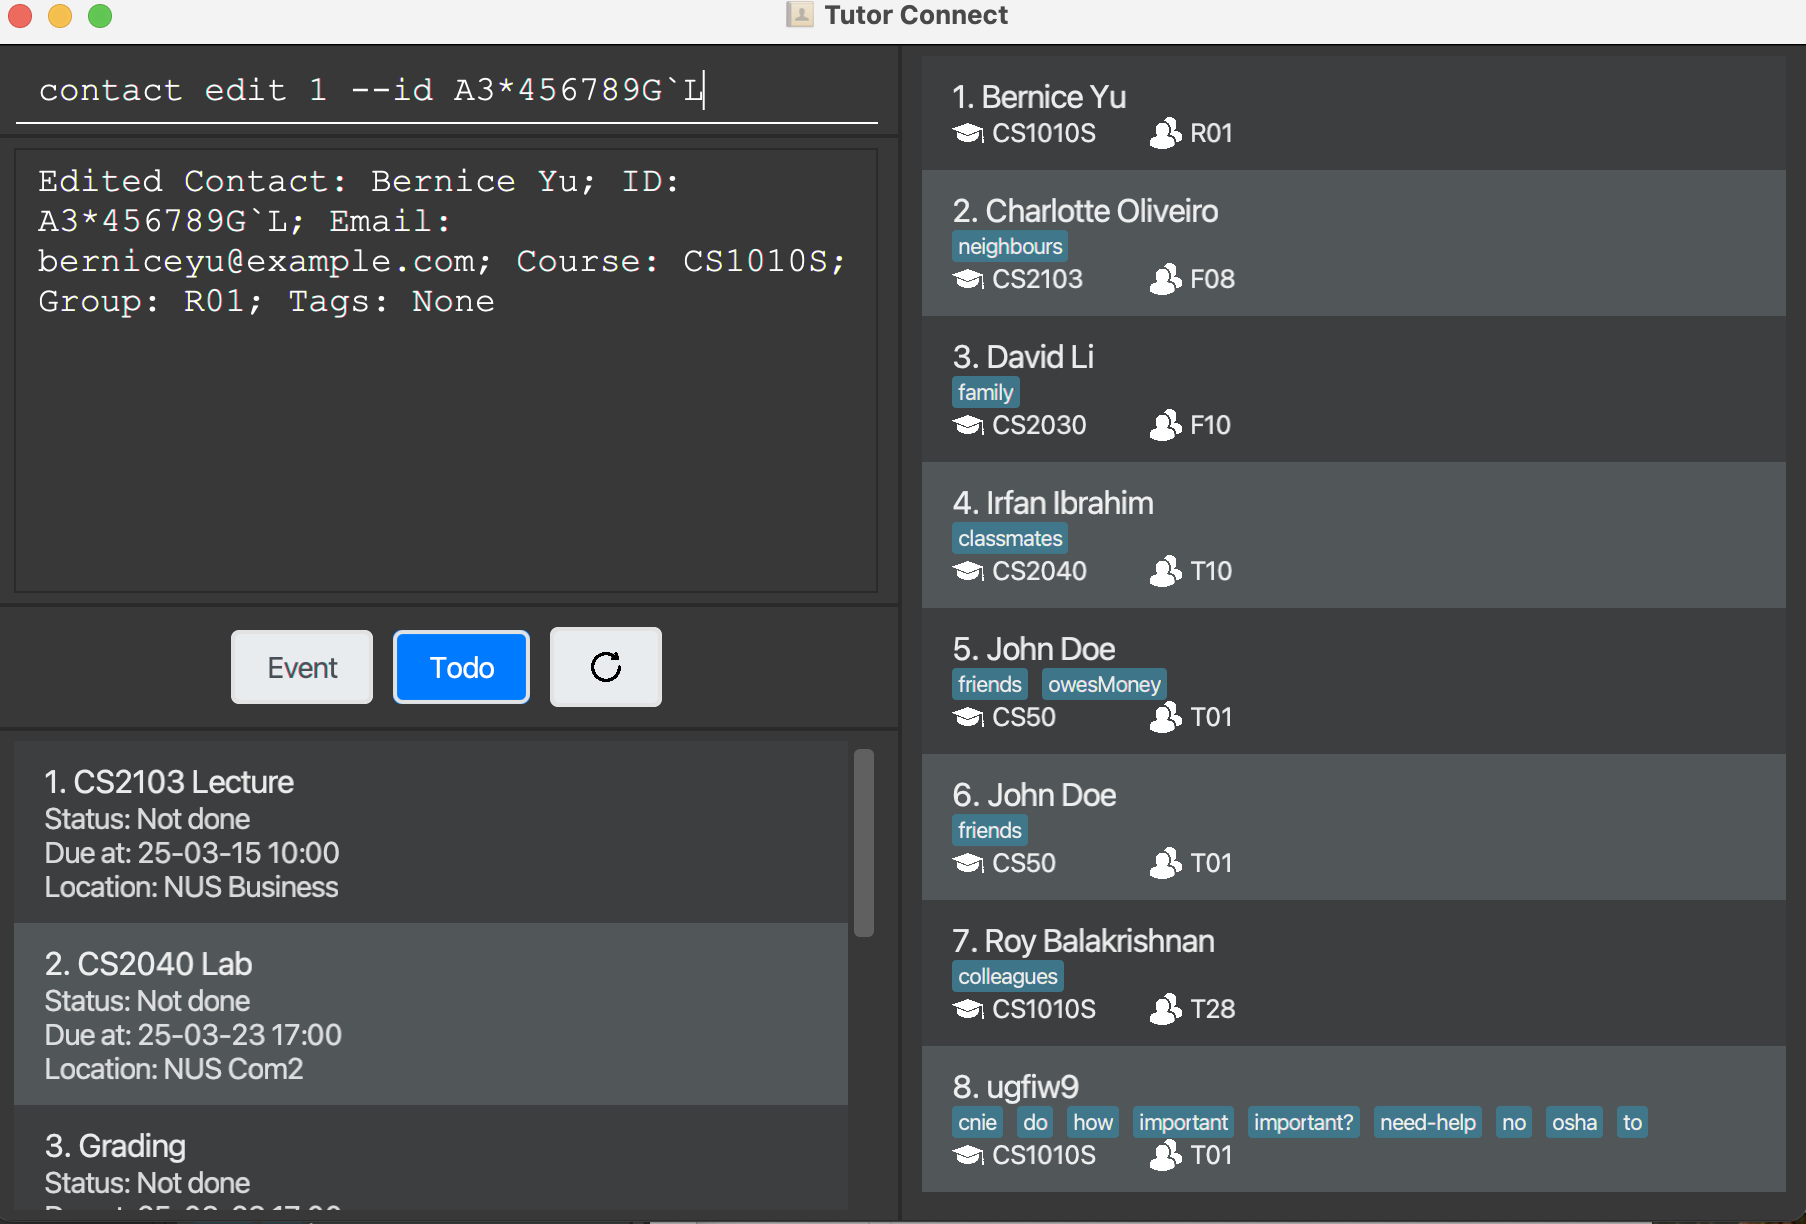 Tutor Connect
contact edit 1 --id A3*456789G`L
Edited Contact: Bernice Yu; ID:
A3*456789G`L; Email:
berniceyu@example.com; Course: CS1010S;
Group: R01; Tags: None
Event Todo
1. CS2103 Lecture
Status: Not done
Due at: 25-03-15 10:00
Location: NUS Business
2. CS2040 Lab
Status: Not done
Due at: 25-03-23 17:00
Location: NUS Com2
3. Grading
Status: Not done
1. Bernice Yu
CS1010S R01
2. Charlotte Oliveiro
neighbours
CS2103 F08
3. David Li
family
CS2030 F10
4. Irfan Ibrahim
classmates
CS2040 T10
5. John Doe
friends owesMoney
CS50 T01
6. John Doe
friends
CS50 T01
7. Roy Balakrishnan
colleagues
CS1010S T28
8. ugfiw9
cnie do how important important? need-help no osha to
CS1010S T01